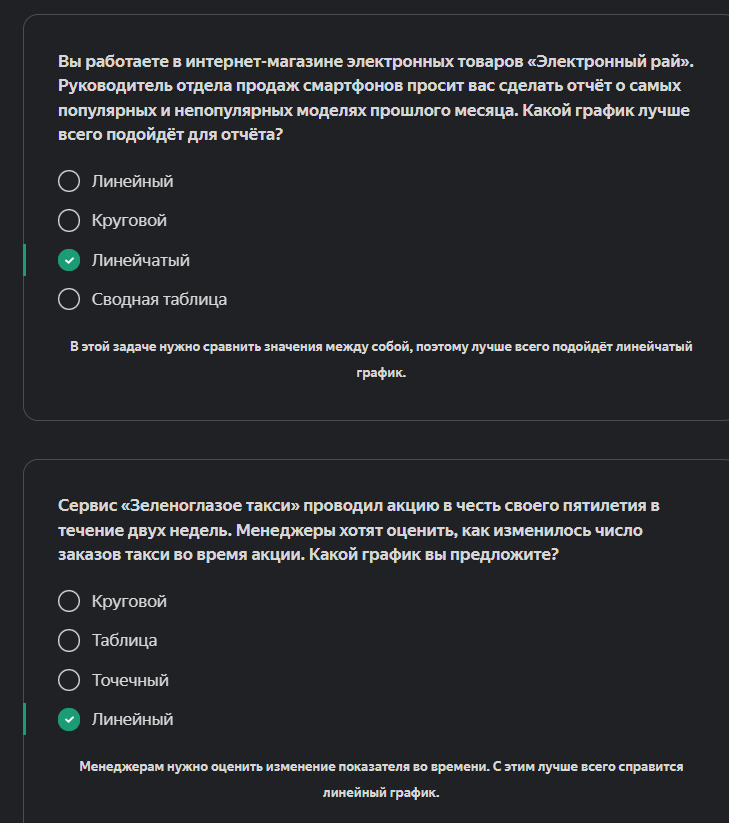 Вы работаете в интернет-магазине электронных товаров «Электронный рай».
Руководитель отдела продаж смартфонов просит вас сделать отчёт о самых
популярных и непопулярных моделях прошлого месяца. Какой график лучше
всего подойдёт для отчёта?
Линейный
Круговой
Линейчатый
Сводная таблица
В этой задаче нужно сравнить значения между собой, поэтому лучше всего подойдёт линейчатый
график.
Сервис «Зеленоглазое такси» проводил акцию в честь своего пятилетия в
течение двух недель. Менеджеры хотят оценить, как изменилось число
заказов такси во время акции. Какой график вы предложите?
Круговой
Таблица
Точечный
Линейный
Менеджерам нужно оценить изменение показателя во времени. С этим лучше всего справится
линейный график.